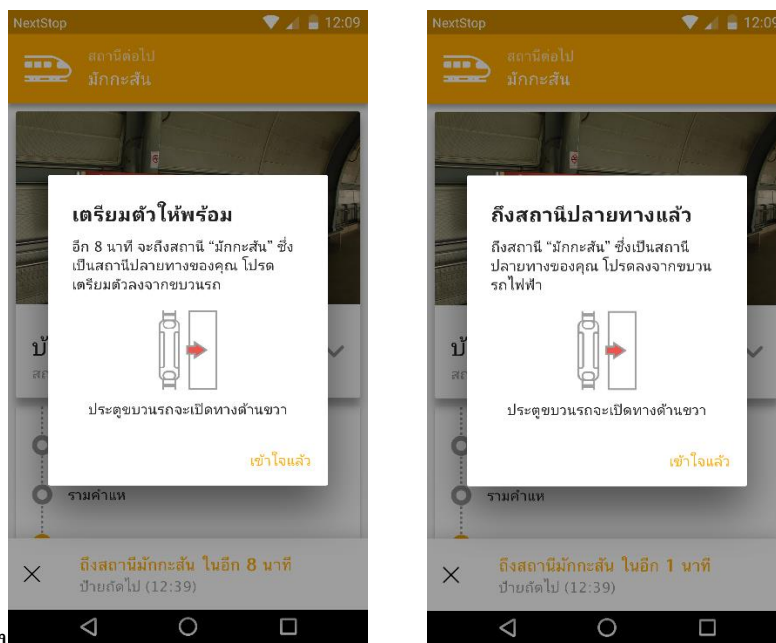 NextStop
12:09
สถานีต่อไป
มักกะสัน
เตรียมตัวให้พร้อม
อีก 8 นาที จะถึงสถานี “มักกะสัน” ซึ่ง
เป็นสถานีปลายทางของคุณ โปรด
เตรียมตัวลงจากขบวนรถ
ประตูขบวนรถจะเปิดทางด้านขวา
เข้าใจแล้ว
รามคำแห
ถึงสถานีมักกะสัน ในอีก 8 นาที
ป้ายถัดไป (12:39)
NextStop
12:09
สถานีต่อไป
มักกะสัน
ถึงสถานีปลายทางแล้ว
ถึงสถานี “มักกะสัน” ซึ่งเป็นสถานี
ปลายทางของคุณ โปรดลงจากขบวน
รถไฟฟ้า
ประตูขบวนรถจะเปิดทางด้านขวา
เข้าใจแล้ว
รามคำแห
ถึงสถานีมักกะสัน ในอีก 1 นาที
ป้ายถัดไป (12:39)